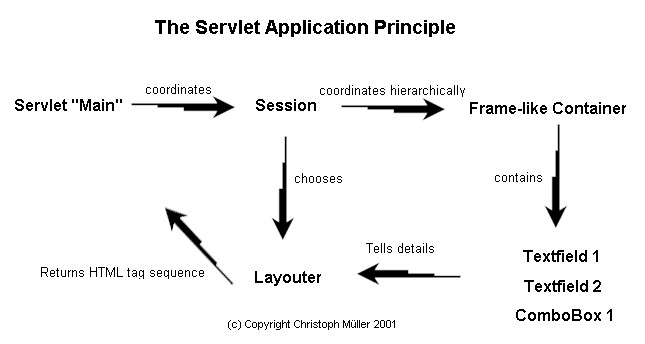 The Servlet Application Principle
coordinates
coordinates hierarchically
Servlet "Main"
Session
Frame-like Container
chooses
contains
Tells details
Textfield 1
Returns HTML tag sequence
Layouter
Textfield 2
ComboBox 1
(c) Copyright Christoph Müller 2001